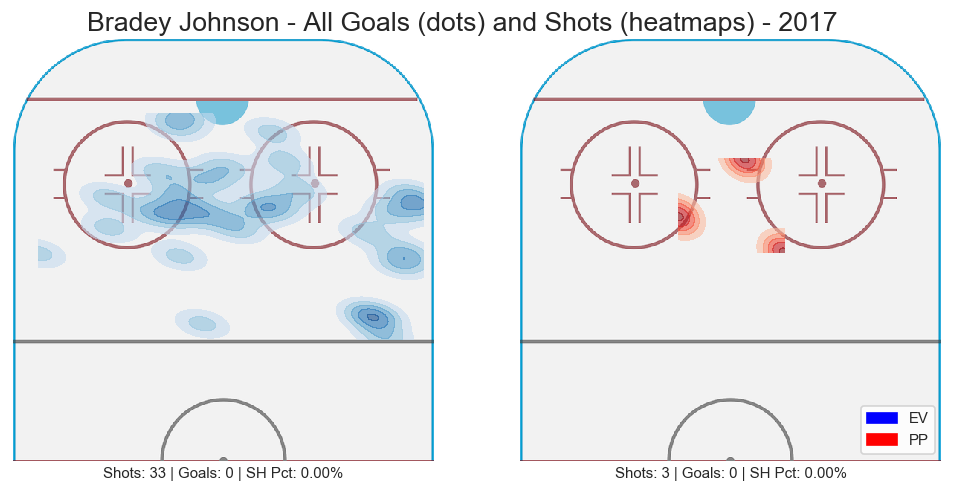 Bradey Johnson - All Goals (dots) and Shots (heatmaps) - 2017
EV
PP
Shots: 33 | Goals: 0 | SH Pct: 0.00%
Shots: 3 | Goals: 0 | SH Pct: 0.00%